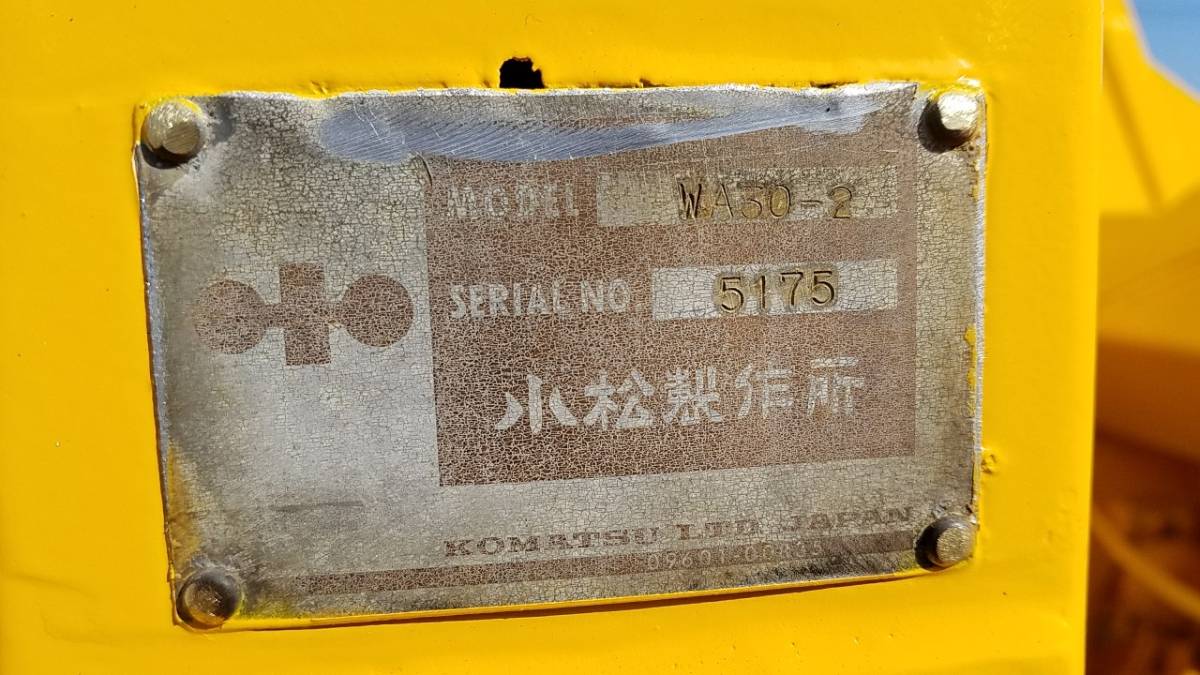 MODEL WA30-2
SERIAL NO. 5175
小松製作所
KOMATSU LTD JAPAN